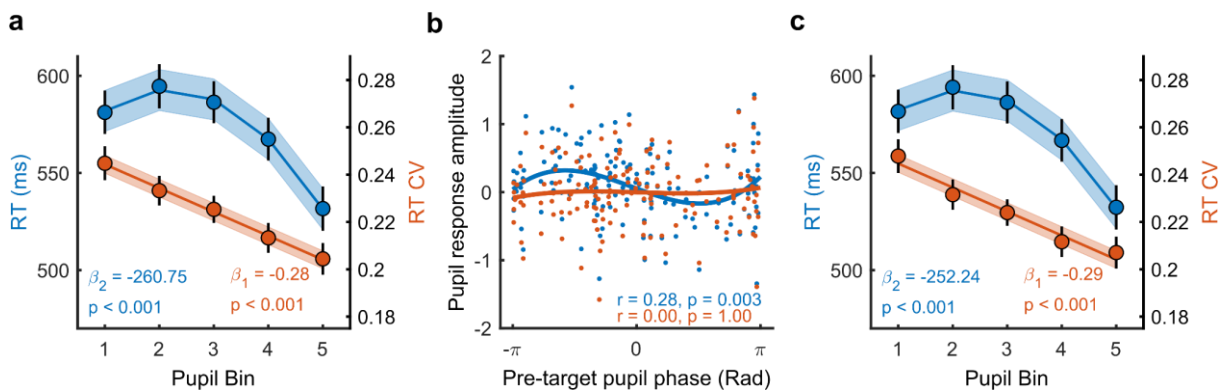 a
600
550
500
RT (ms)
0.28
0.26
0.24
0.22
0.2
0.18
RT CV
β2 = -260.75
p < 0.001
β1 = -0.28
p < 0.001
1 2 3 4 5
Pupil Bin
b
2
1
0
-1
-2
Pupil response amplitude
r = 0.28, p = 0.003
r = 0.00, p = 1.00
-π 0 π
Pre-target pupil phase (Rad)
c
600
550
500
RT (ms)
0.28
0.26
0.24
0.22
0.2
0.18
RT CV
β2 = -252.24
p < 0.001
β1 = -0.29
p < 0.001
1 2 3 4 5
Pupil Bin